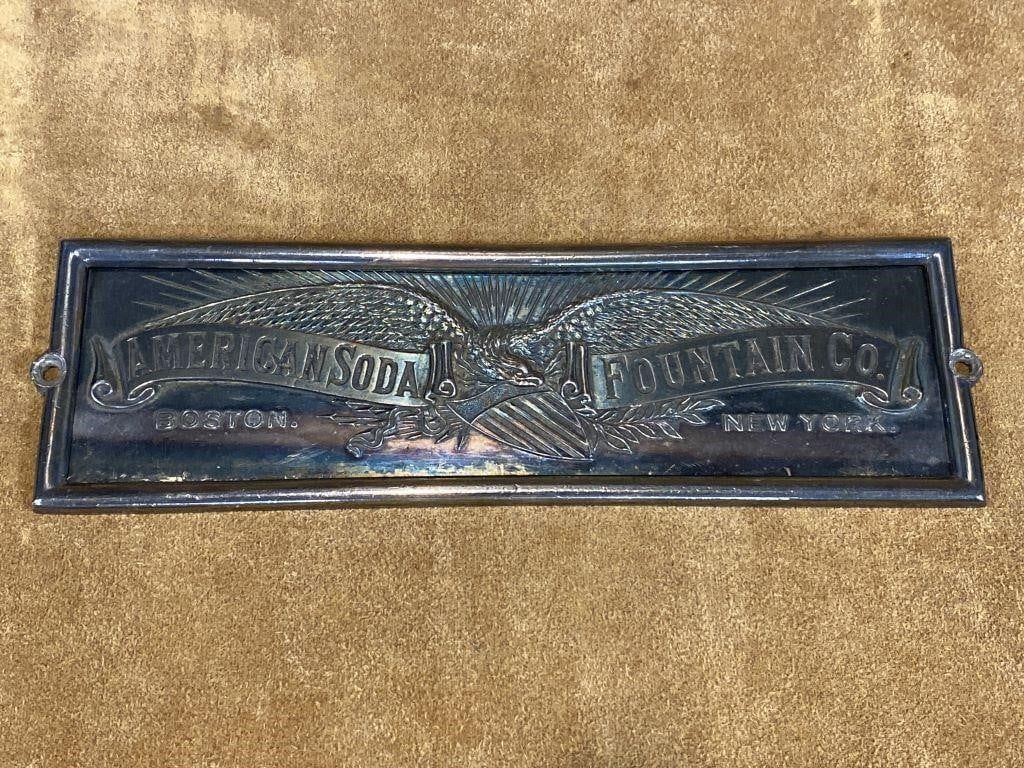 AMERICAN SODA FOUNTAIN CO.
BOSTON. NEW YORK.